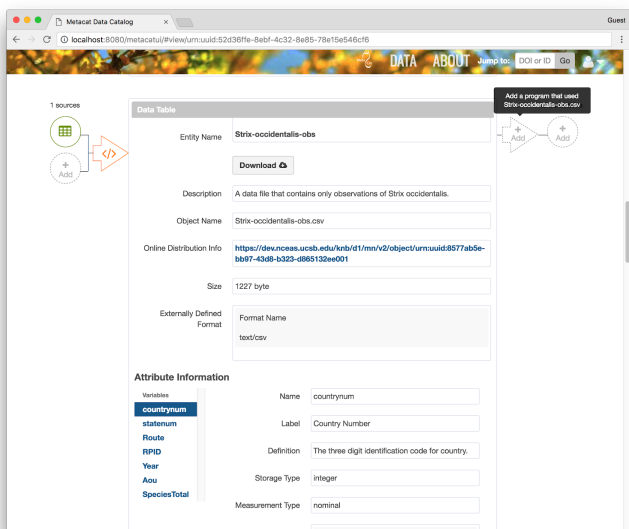 Metacat Data Catalog
Guest
localhost:8080/metacatui/#view/urn:uuid:52d36ffe-8ebf-4c32-8e85-78e15e546cf6
DATA ABOUT Jump to: DOI or ID Go
1 sources
Add a program that used
Strix-occidentalis-obs.csv
Data Table
Entity Name Strix-occidentalis-obs
</>
+ Add
+ Add
+ Add
Download
Description A data file that contains only observations of Strix occidentalis.
Object Name Strix-occidentalis-obs.csv
Online Distribution Info https://dev.nceas.ucsb.edu/knb/d1/mn/v2/object/urn:uuid:8577ab5e-
bb97-43d8-b323-d865132ee001
Size 1227 byte
Externally Defined
Format
Format Name
text/csv
Attribute Information
Variables
countrynum
statenum
Route
RPID
Year
Aou
SpeciesTotal
Name countrynum
Label Country Number
Definition The three digit identification code for country.
Storage Type integer
Measurement Type nominal